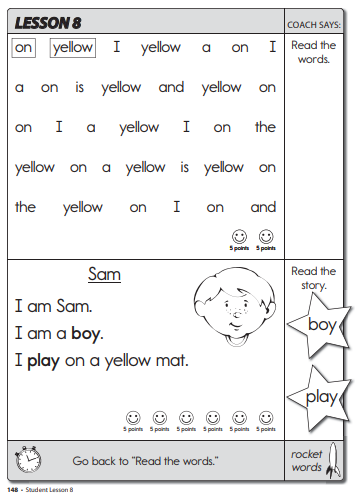 LESSON 8
COACH SAYS:
on yellow I yellow a on I
Read the
words.
a on is yellow and yellow on
on I a yellow I on the
yellow on a yellow is yellow on
the yellow on I on and
5 points 5 points
Sam
Read the
story.
I am Sam.
boy
I am a boy.
I play on a yellow mat.
play
5 points 5 points 5 points 5 points 5 points 5 points
Go back to "Read the words."
rocket
words
148 • Student Lesson 8